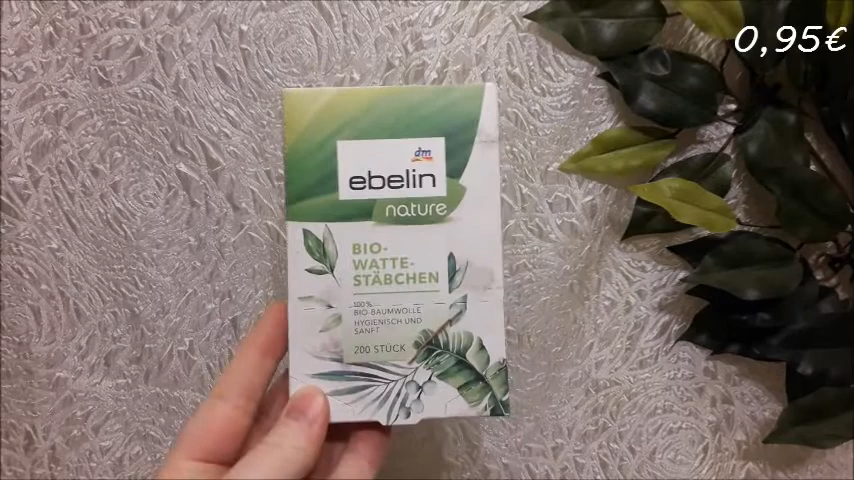 0,95€
dm
ebelin
nature
BIO-
WATTE-
STÄBCHEN
100%
BIO-BAUMWOLLE
HYGIENISCH UND
SANFT
200 STÜCK